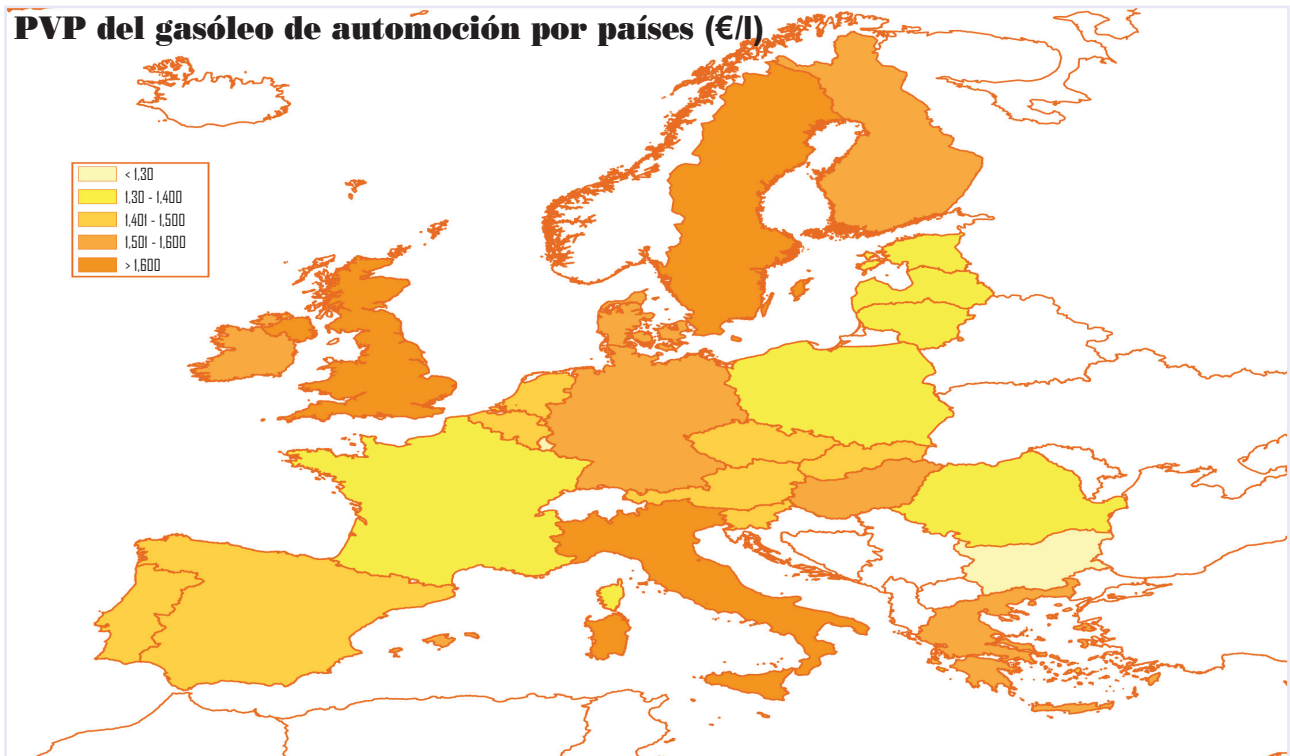 PVP del gasóleo de automoción por países (€/l)
< 1,30
1,30 - 1,400
1,401 - 1,500
1,501 - 1,600
> 1,600